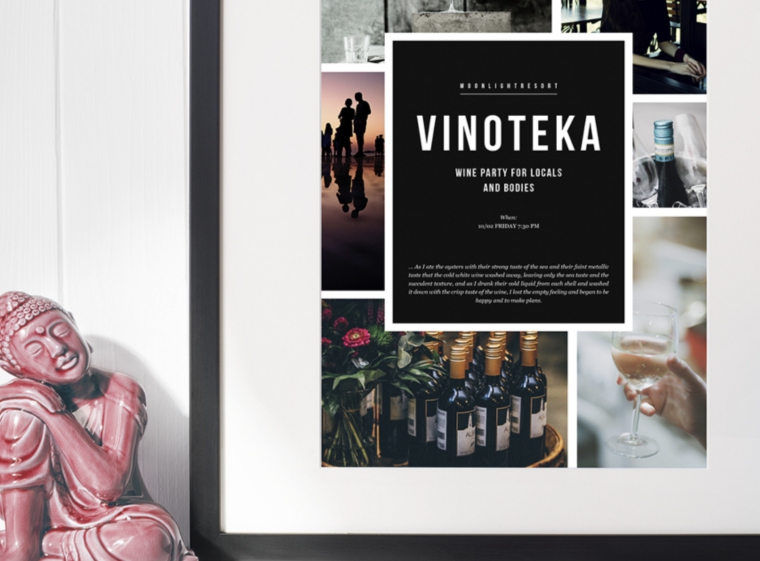 MOONLIGHTRESORT
VINOTEKA
WINE PARTY FOR LOCALS
AND BODIES
When:
10/02 FRIDAY 7:30 PM
...As I ate the oysters with their strong taste of the sea and their faint metallic
taste that the cold white wine washed away, leaving only the sea taste and the
succulent texture, and as I drank their cold liquid from each shell and washed
it down with the crisp taste of the wine, I lost the empty feeling and began to be
happy and to make plans.